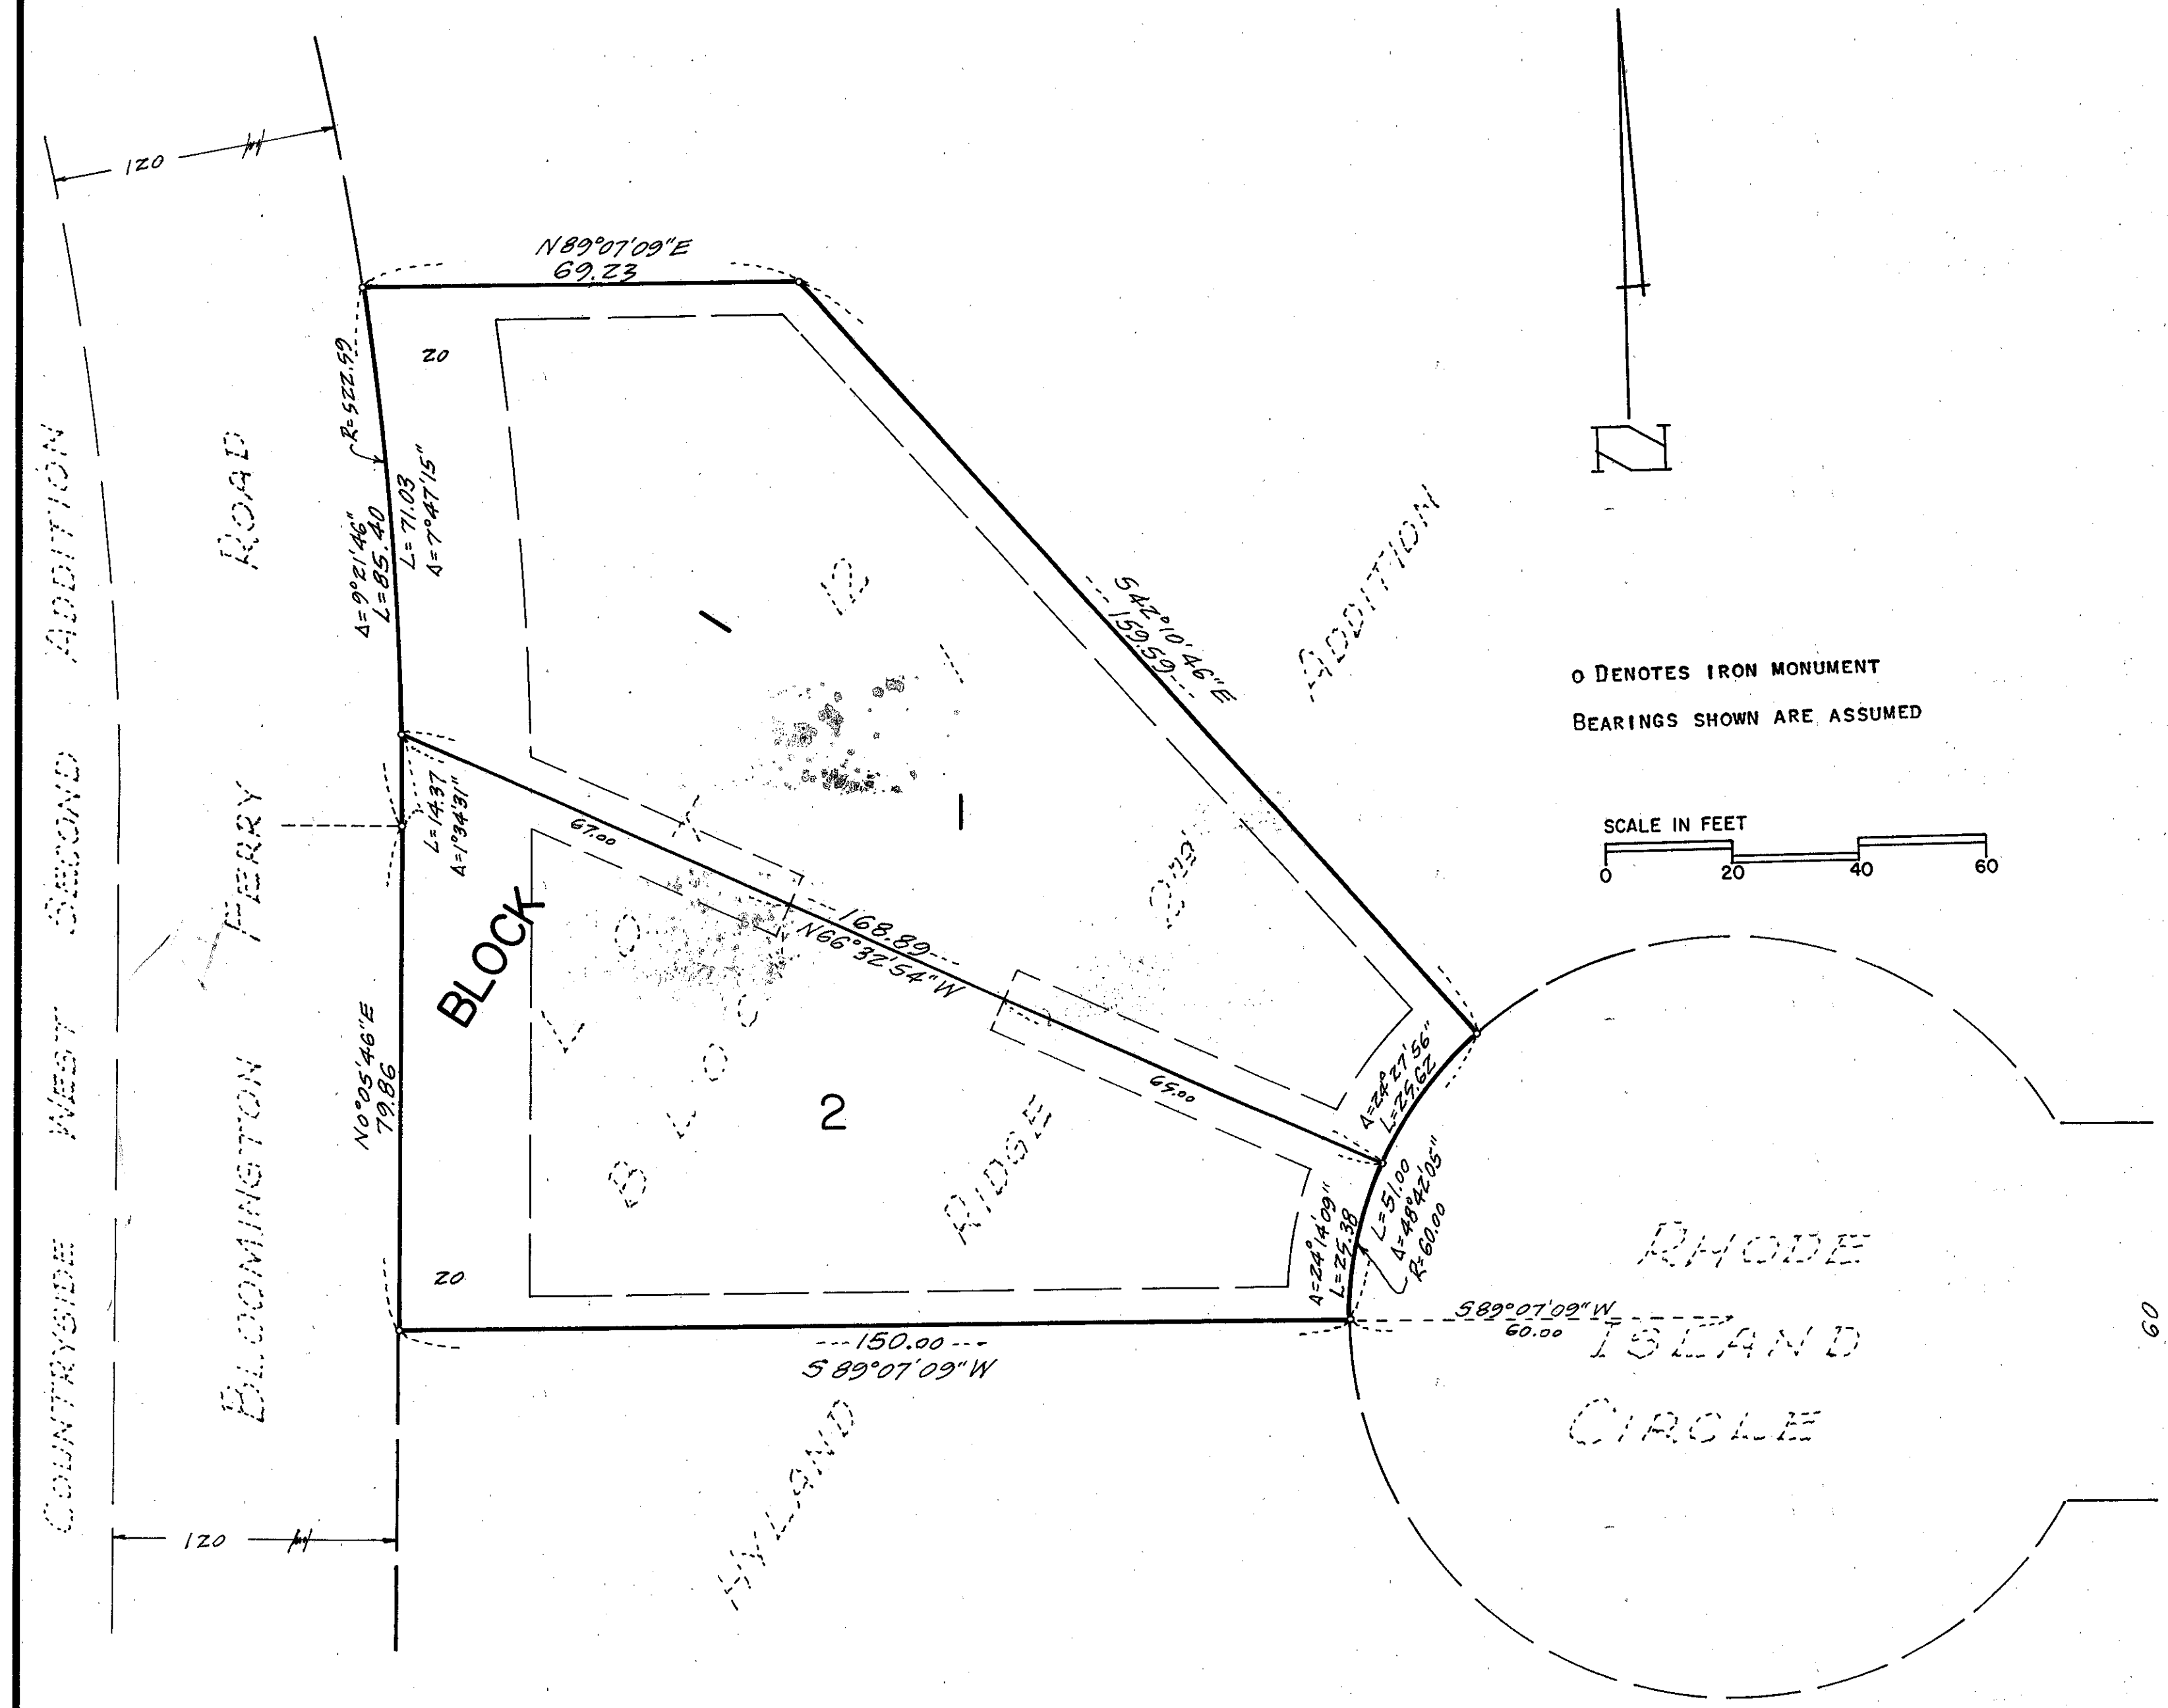 120
N89°07'09"E
69.23
20
R=522.59
L=71.03
Δ=7°47'15"
Δ=9°21'46"
L=85.40
1
2
S42°10'46"E
159.59
ADDITION
O DENOTES IRON MONUMENT
BEARINGS SHOWN ARE ASSUMED
SCALE IN FEET
0 20 40 60
N
COUNTRYSIDE WEST SECOND ADDITION
BLOOMINGTON FERRY ROAD
L=14.37
Δ=1°34'31"
67.00
168.89
N66°32'54"W
65.00
BLOCK 1
LOT 1
BLOCK 2
2
HYLAND RIDGE
N0°05'46"E
79.86
20
Δ=24°27'56"
L=25.62
Δ=24°14'09"
L=25.38
L=51.00
Δ=48°42'05"
R=60.00
150.00
S89°07'09"W
S89°07'09"W
60.00
RHODE
ISLAND
CIRCLE
60
120